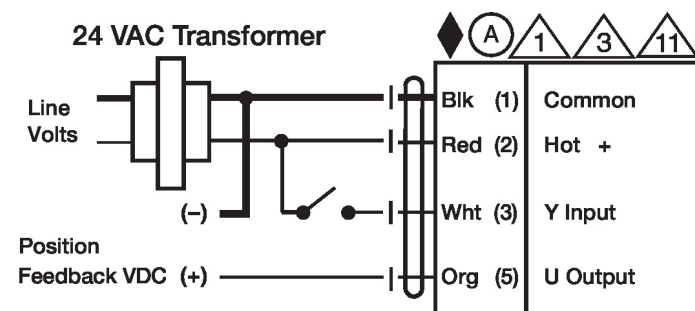 24 VAC Transformer
A 1 3 11
Line
Volts
Blk (1) Common
Red (2) Hot +
(–)
Wht (3) Y Input
Position
Feedback VDC (+)
Org (5) U Output